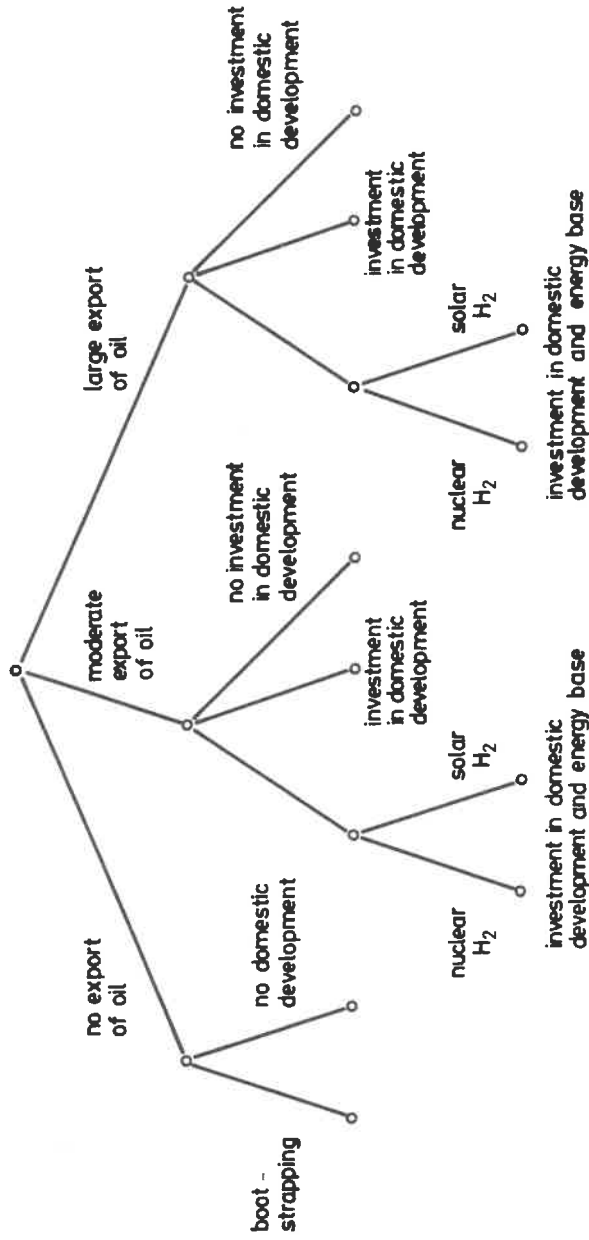 no export
of oil
moderate
export
of oil
large export
of oil
boot -
strapping
no domestic
development
no investment
in domestic
development
investment
in domestic
development
no investment
in domestic
development
investment
in domestic
development
nuclear
H₂
solar
H₂
investment in domestic
development and energy base
nuclear
H₂
solar
H₂
investment in domestic
development and energy base